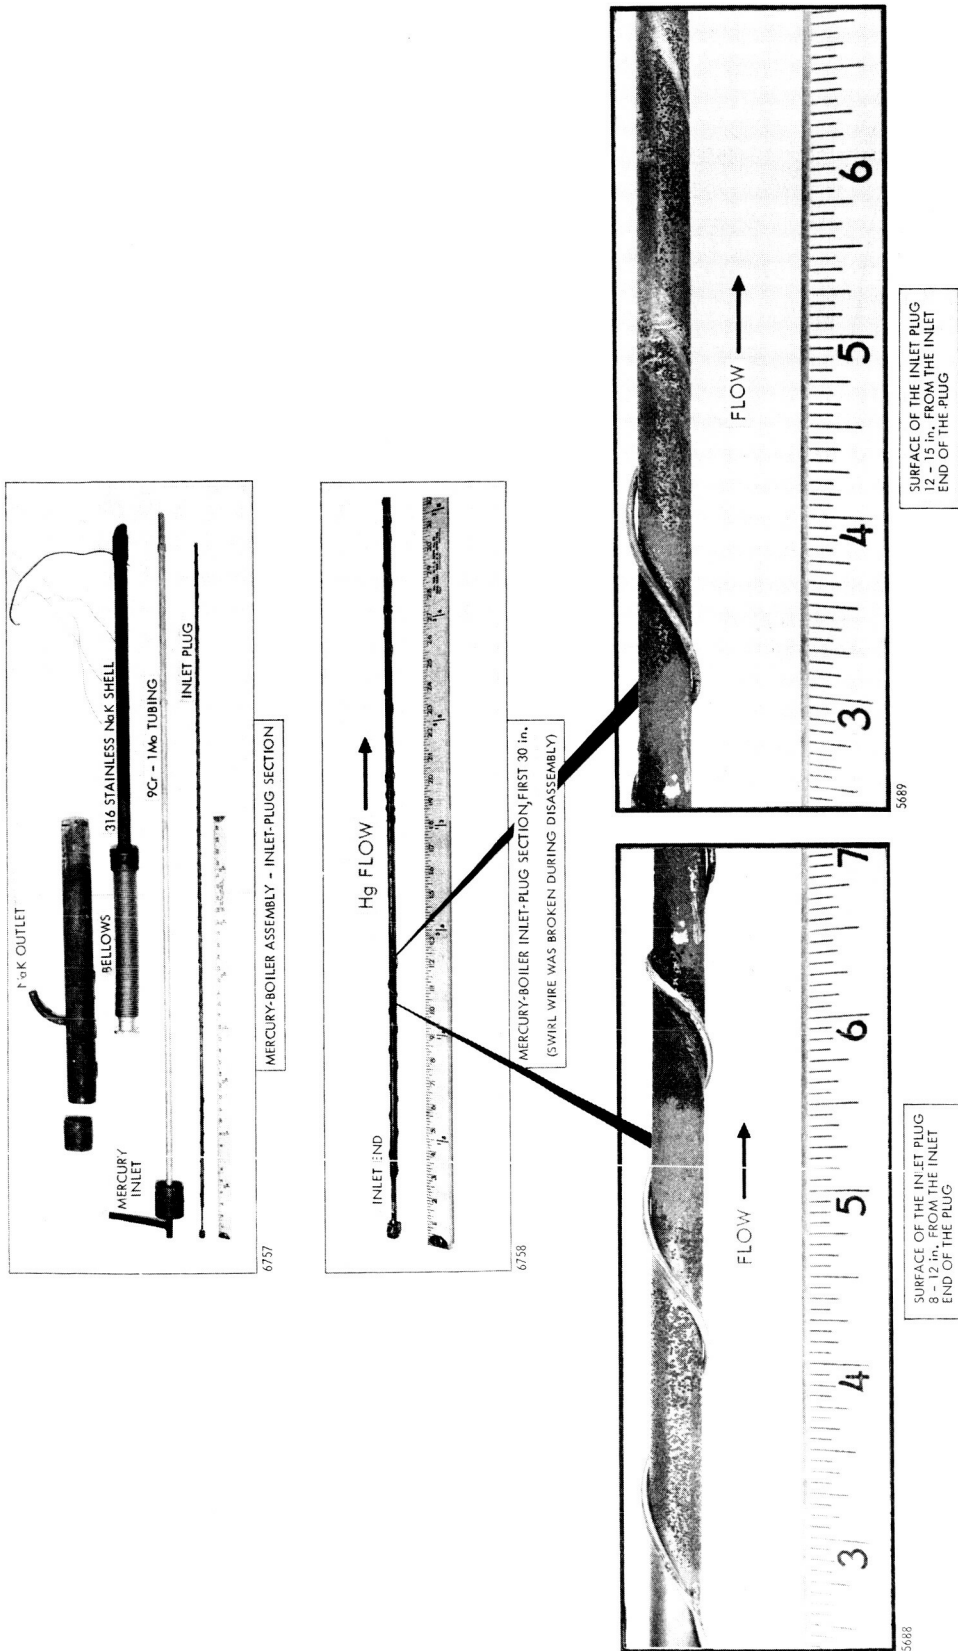 NaK OUTLET
BELLOWS
316 STAINLESS NaK SHELL
9Cr - 1Mo TUBING
INLET PLUG
MERCURY
INLET
MERCURY-BOILER ASSEMBLY - INLET-PLUG SECTION
6757
Hg FLOW
INLET END
MERCURY-BOILER INLET-PLUG SECTION, FIRST 30 in.
(SWIRL WIRE WAS BROKEN DURING DISASSEMBLY)
6758
FLOW
3 4 5 6 7
5688
SURFACE OF THE INLET PLUG
8 - 12 in. FROM THE INLET
END OF THE PLUG
FLOW
3 4 5 6
5689
SURFACE OF THE INLET PLUG
12 - 15 in. FROM THE INLET
END OF THE PLUG